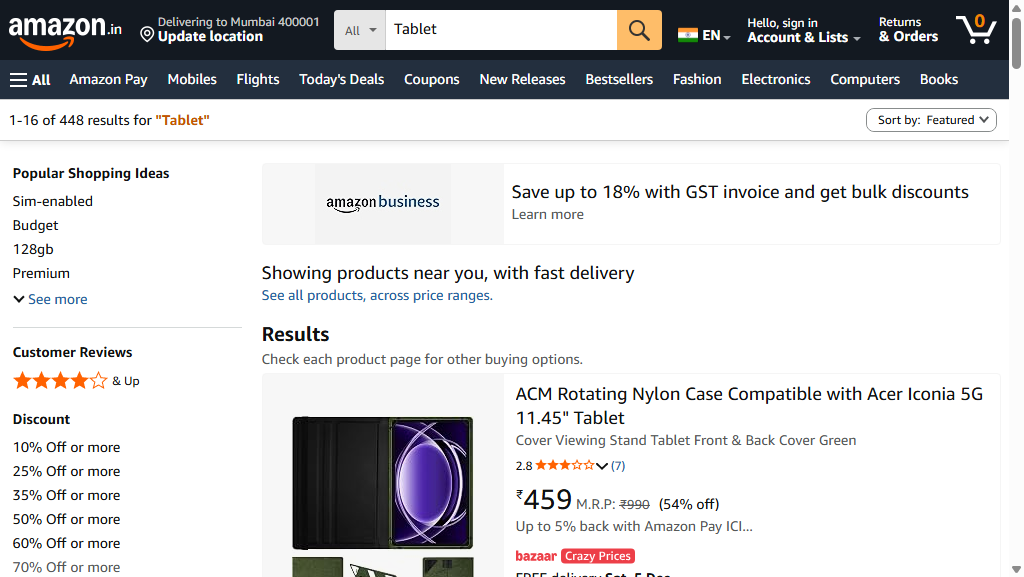 amazon.in
Delivering to Mumbai 400001
Update location
All
Tablet
EN
Hello, sign in
Account & Lists
Returns
& Orders
0
All
Amazon Pay
Mobiles
Flights
Today's Deals
Coupons
New Releases
Bestsellers
Fashion
Electronics
Computers
Books
1-16 of 448 results for "Tablet"
Sort by: Featured
Popular Shopping Ideas
Sim-enabled
Budget
128gb
Premium
See more
Customer Reviews
& Up
Discount
10% Off or more
25% Off or more
35% Off or more
50% Off or more
60% Off or more
70% Off or more
amazon business
Save up to 18% with GST invoice and get bulk discounts
Learn more
Showing products near you, with fast delivery
See all products, across price ranges.
Results
Check each product page for other buying options.
ACM Rotating Nylon Case Compatible with Acer Iconia 5G
11.45" Tablet
Cover Viewing Stand Tablet Front & Back Cover Green
2.8 (7)
₹459 M.R.P: ₹990 (54% off)
Up to 5% back with Amazon Pay ICI...
bazaar Crazy Prices
FREE delivery Sat, 5 Dec